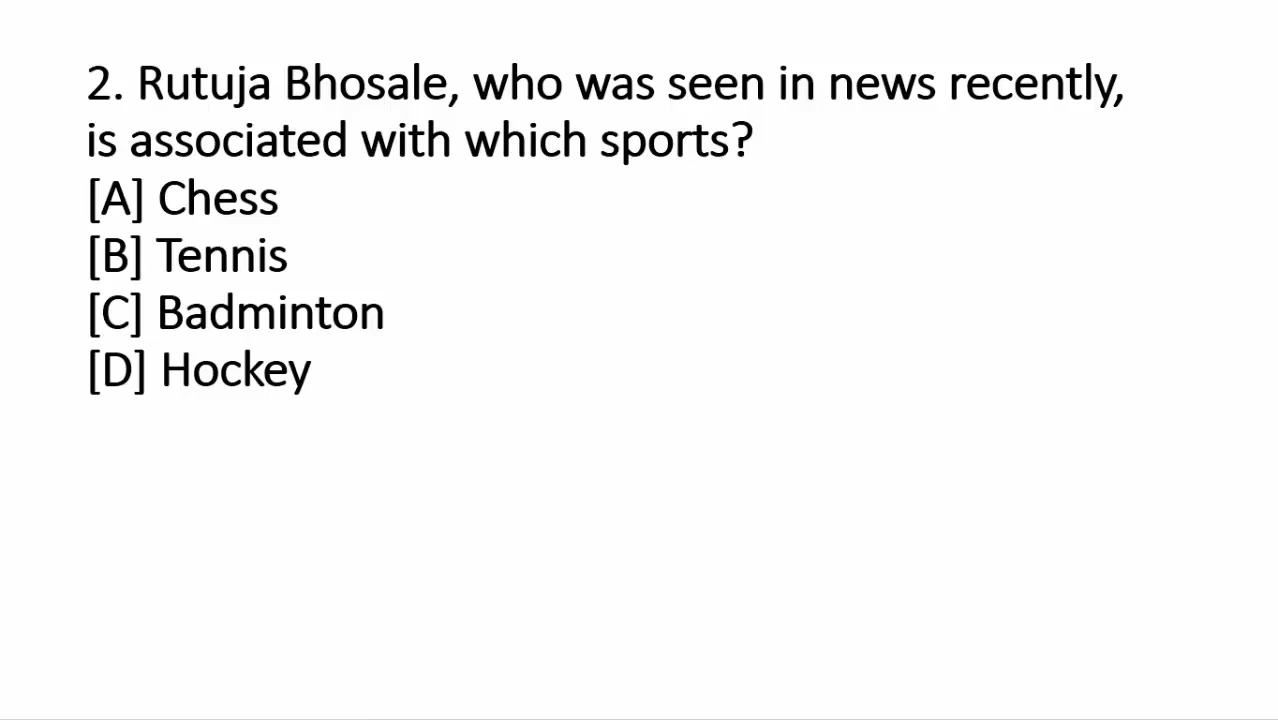 2. Rutuja Bhosale, who was seen in news recently,
is associated with which sports?
[A] Chess
[B] Tennis
[C] Badminton
[D] Hockey